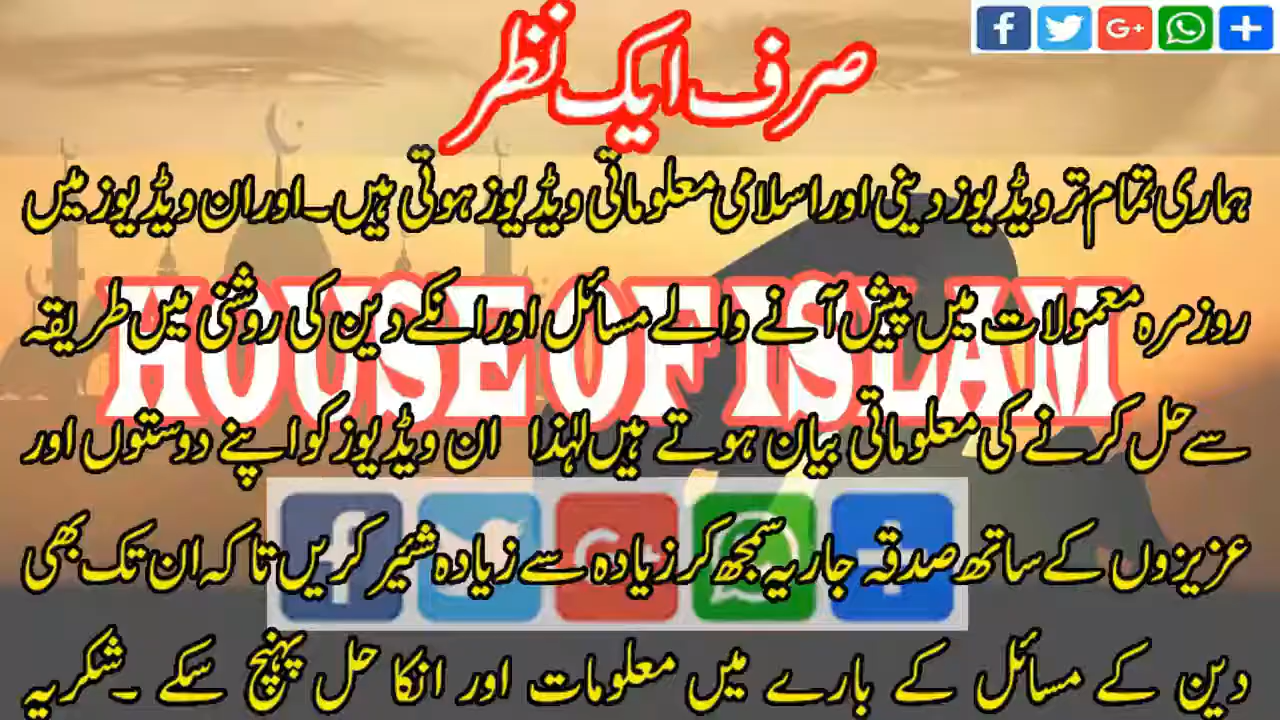 صرف ایک نظر
ہماری تمام تر ویڈیوز دینی اور اسلامی معلوماتی ویڈیوز ہوتی ہیں۔ اور ان ویڈیوز میں
روزمرہ معمولات میں پیش آنے والے مسائل اور انکے دین کی روشنی میں طریقہ
HOUSE OF ISLAM
سے حل کرنے کی معلوماتی بیان ہوتے ہیں لہٰذا ان ویڈیوز کو اپنے دوستوں اور
عزیزوں کے ساتھ صدقہ جاریہ سمجھ کر زیادہ سے زیادہ شئیر کریں تاکہ ان تک بھی
دین کے مسائل کے بارے میں معلومات اور انکا حل پہنچ سکے ۔ شکریہ